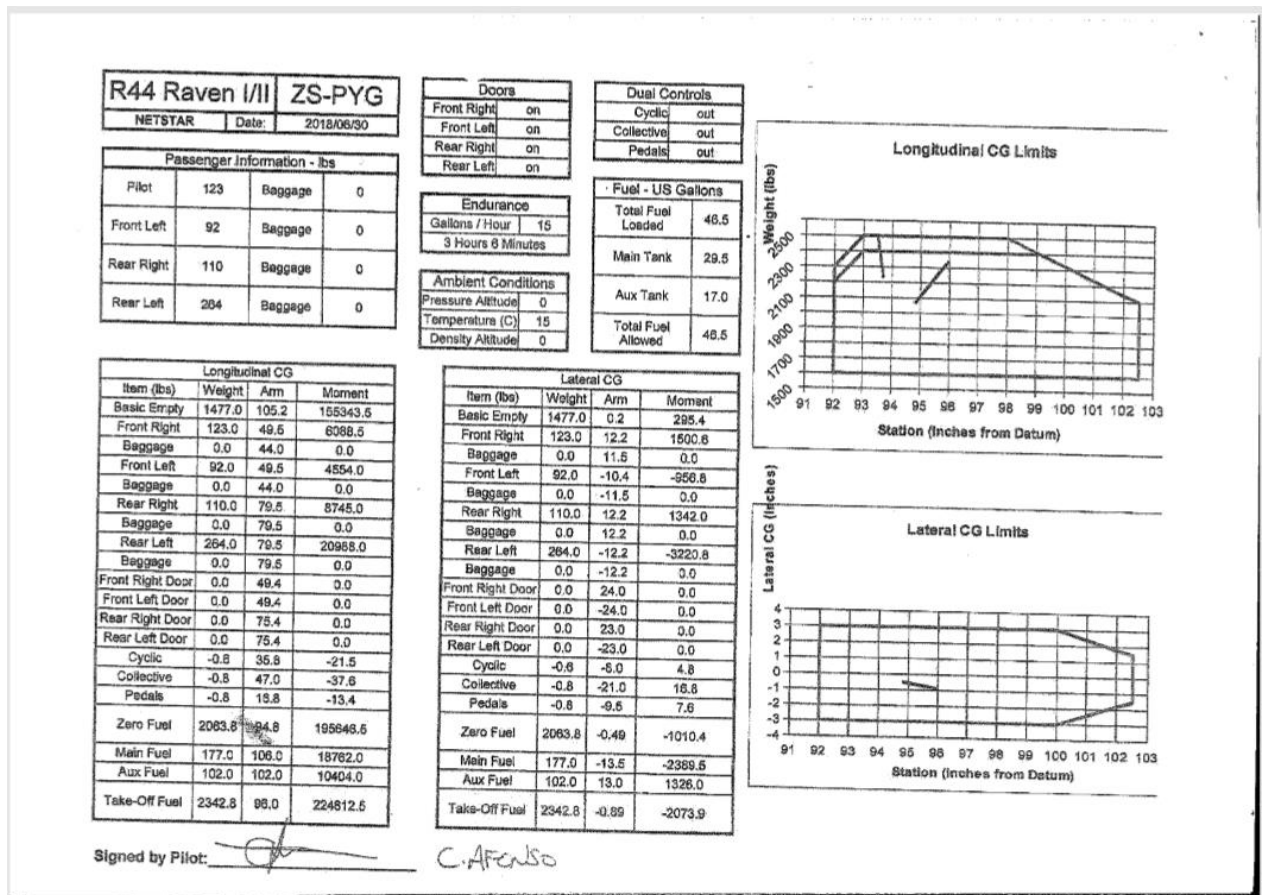 R44 Raven I/II ZS-PYG
NETSTAR Date: 2018/06/30
Passenger Information - lbs
Pilot 123 Baggage 0
Front Left 92 Baggage 0
Rear Right 110 Baggage 0
Rear Left 264 Baggage 0
Doors
Front Right on
Front Left on
Rear Right on
Rear Left on
Endurance
Gallons / Hour 15
3 Hours 6 Minutes
Ambient Conditions
Pressure Altitude 0
Temperature (C) 15
Density Altitude 0
Dual Controls
Cyclic out
Collective out
Pedals out
Fuel - US Gallons
Total Fuel Loaded 46.5
Main Tank 29.5
Aux Tank 17.0
Total Fuel Allowed 46.5
Longitudinal CG
Item (lbs) Weight Arm Moment
Basic Empty 1477.0 105.2 155343.5
Front Right 123.0 49.5 6088.5
Baggage 0.0 44.0 0.0
Front Left 92.0 49.5 4554.0
Baggage 0.0 44.0 0.0
Rear Right 110.0 79.5 8745.0
Baggage 0.0 79.5 0.0
Rear Left 264.0 79.5 20988.0
Baggage 0.0 79.5 0.0
Front Right Door 0.0 49.4 0.0
Front Left Door 0.0 49.4 0.0
Rear Right Door 0.0 75.4 0.0
Rear Left Door 0.0 75.4 0.0
Cyclic -0.6 35.8 -21.5
Collective -0.8 47.0 -37.6
Pedals -0.8 16.8 -13.4
Zero Fuel 2063.8 94.8 195646.5
Main Fuel 177.0 106.0 18762.0
Aux Fuel 102.0 102.0 10404.0
Take-Off Fuel 2342.8 96.0 224812.5
Lateral CG
Item (lbs) Weight Arm Moment
Basic Empty 1477.0 0.2 295.4
Front Right 123.0 12.2 1500.6
Baggage 0.0 11.5 0.0
Front Left 92.0 -10.4 -956.8
Baggage 0.0 -11.5 0.0
Rear Right 110.0 12.2 1342.0
Baggage 0.0 12.2 0.0
Rear Left 264.0 -12.2 -3220.8
Baggage 0.0 -12.2 0.0
Front Right Door 0.0 24.0 0.0
Front Left Door 0.0 -24.0 0.0
Rear Right Door 0.0 23.0 0.0
Rear Left Door 0.0 -23.0 0.0
Cyclic -0.6 -8.0 4.8
Collective -0.8 -21.0 16.8
Pedals -0.8 -9.5 7.6
Zero Fuel 2063.8 -0.49 -1010.4
Main Fuel 177.0 -13.5 -2389.5
Aux Fuel 102.0 13.0 1326.0
Take-Off Fuel 2342.8 -0.89 -2073.9
Longitudinal CG Limits
Weight (lbs)
2500
2300
2100
1900
1700
1500
91 92 93 94 95 96 97 98 99 100 101 102 103
Station (Inches from Datum)
Lateral CG Limits
Lateral CG (Inches)
4
3
2
1
0
-1
-2
-3
-4
91 92 93 94 95 96 97 98 99 100 101 102 103
Station (Inches from Datum)
Signed by Pilot: C. AFONSO